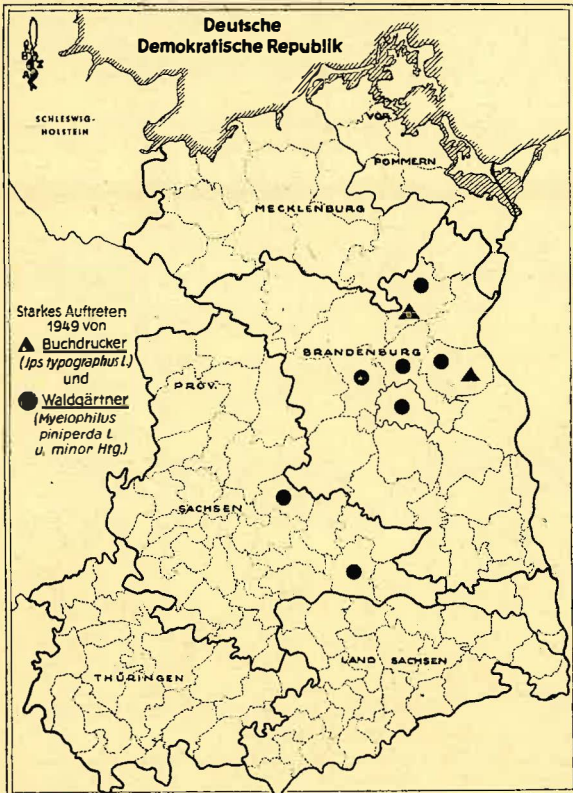 Deutsche
Demokratische Republik
SCHLESWIG-
HOLSTEIN
VOR
POMMERN
MECKLENBURG
Starkes Auftreten
1949 von
Buchdrucker
(Jps typographus l.)
und
Waldgärtner
(Myelophilus
piniperda L
u. minor Htg.)
BRANDENBURG
PROV.
SACHSEN
THÜRINGEN
LAND SACHSEN